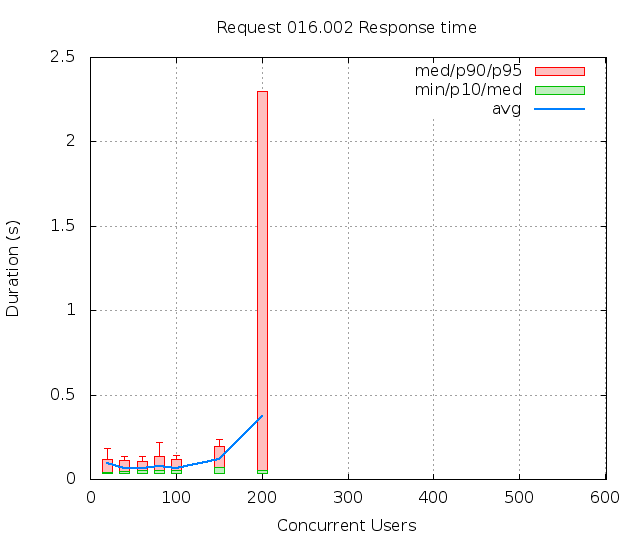 Request 016.002 Response time
med/p90/p95
min/p10/med
avg
Duration (s)
2.5
2
1.5
1
0.5
0
0 100 200 300 400 500 600
Concurrent Users